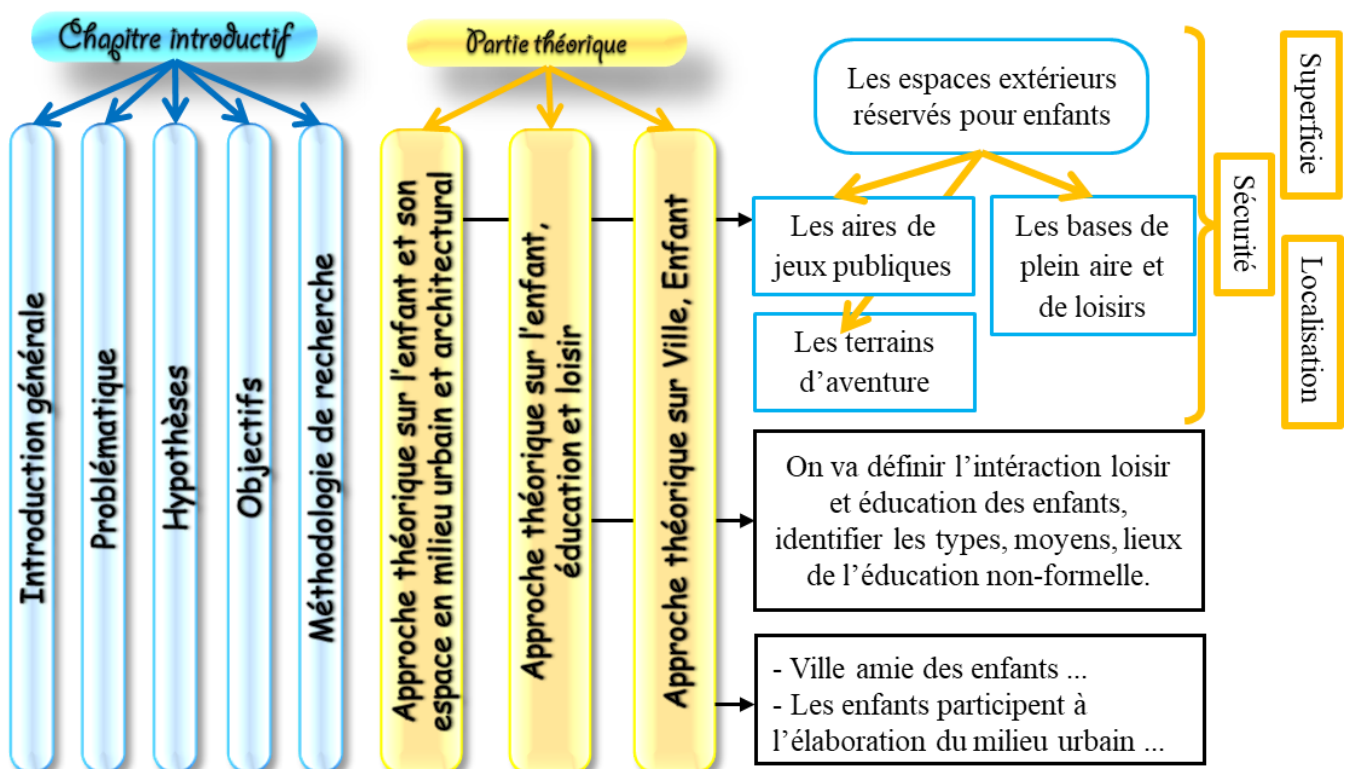 Chapitre introductif
Introduction générale
Problématique
Hypothèses
Objectifs
Méthodologie de recherche
Partie théorique
Approche théorique sur l'enfant et son
espace en milieu urbain et architectural
Approche théorique sur l'enfant,
éducation et loisir
Approche théorique sur Ville, Enfant
Les espaces extérieurs
réservés pour enfants
Les aires de
jeux publiques
Les bases de
plein aire et
de loisirs
Les terrains
d’aventure
Sécurité
Superficie
Localisation
On va définir l’intéraction loisir
et éducation des enfants,
identifier les types, moyens, lieux
de l’éducation non-formelle.
- Ville amie des enfants ...
- Les enfants participent à
l’élaboration du milieu urbain ...